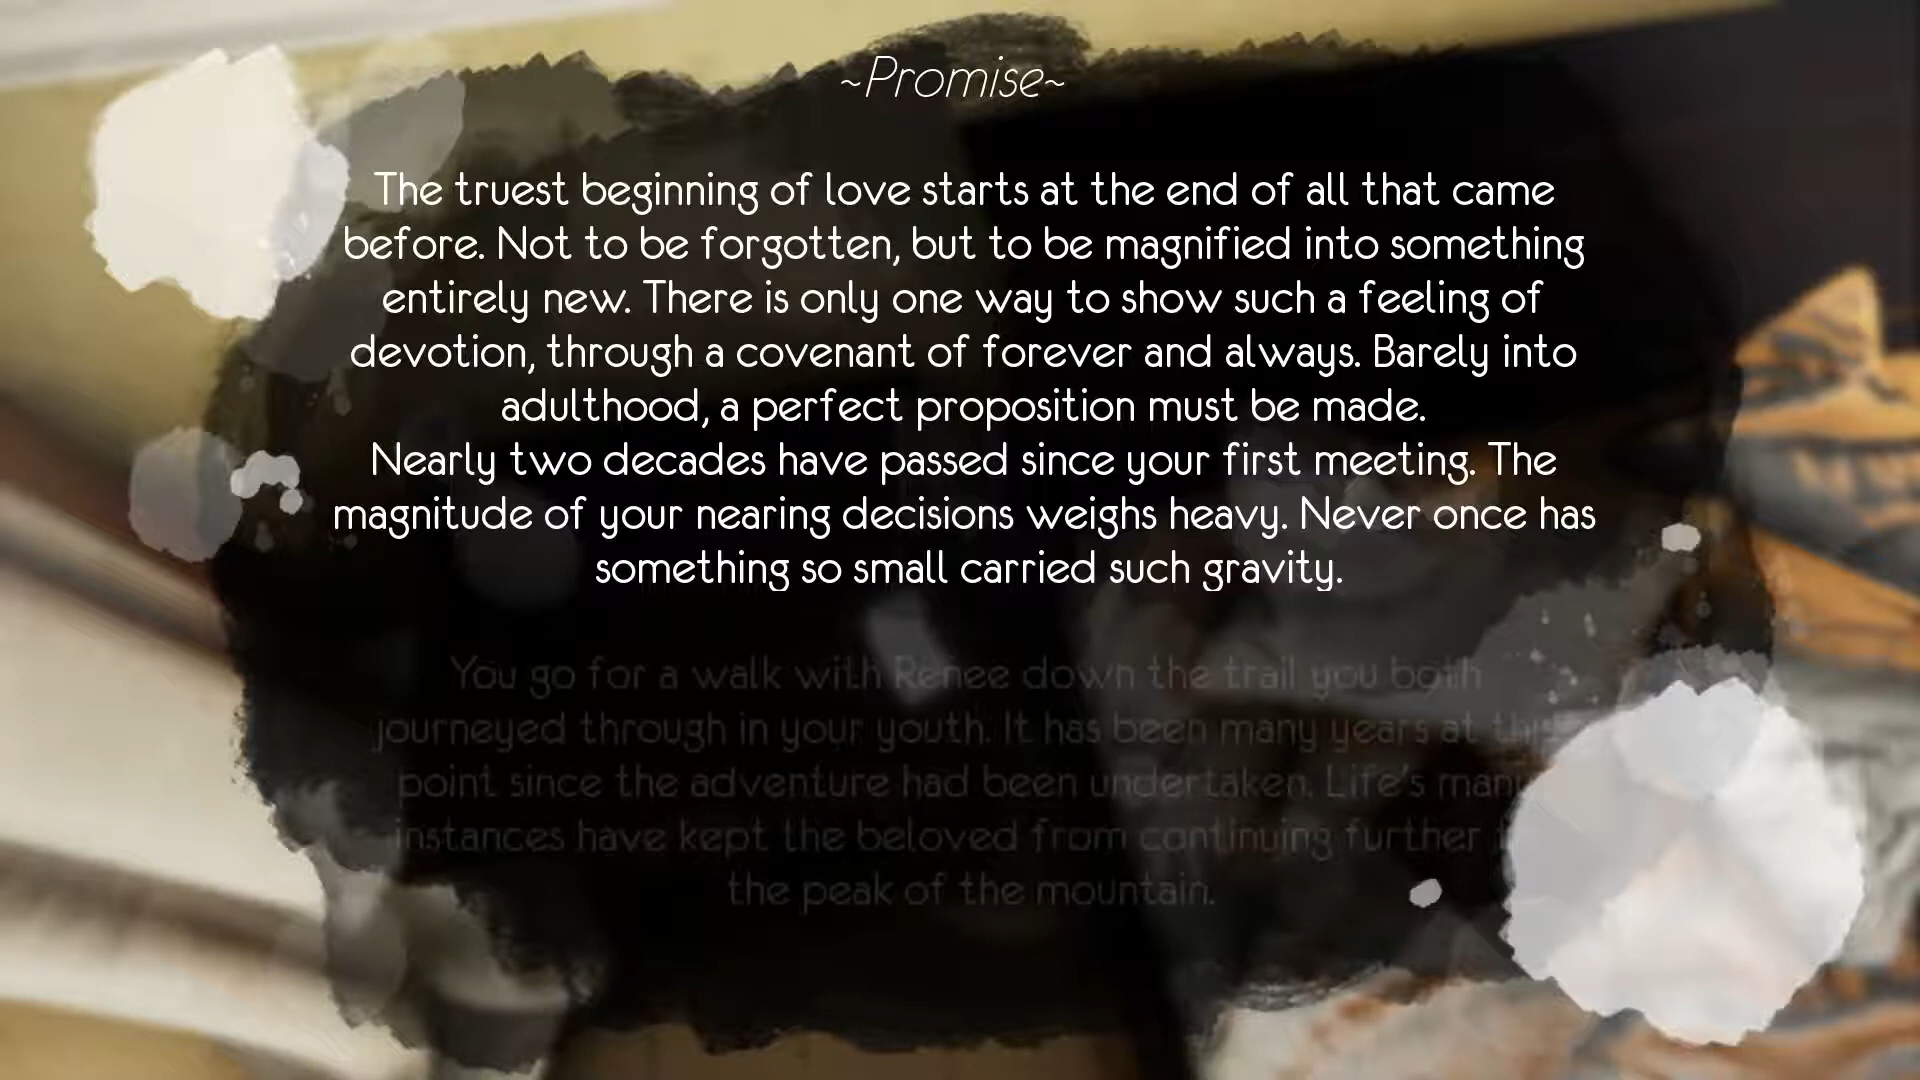 ~Promise~
The truest beginning of love starts at the end of all that came
before. Not to be forgotten, but to be magnified into something
entirely new. There is only one way to show such a feeling of
devotion, through a covenant of forever and always. Barely into
adulthood, a perfect proposition must be made.
Nearly two decades have passed since your first meeting. The
magnitude of your nearing decisions weighs heavy. Never once has
something so small carried such gravity.
You go for a walk with Renee down the trail you both
journeyed through in your youth. It has been many years at this
point since the adventure had been undertaken. Life's many
instances have kept the beloved from continuing further
the peak of the mountain.